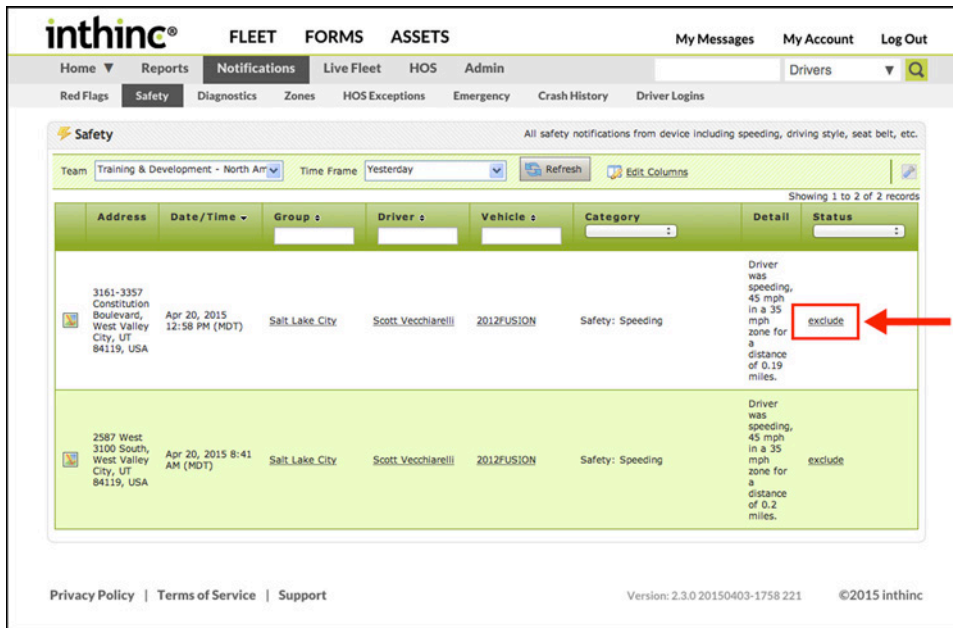 inthinc®
FLEET FORMS ASSETS
My Messages My Account Log Out
Home ▼ Reports Notifications Live Fleet HOS Admin
Drivers ▼
Red Flags Safety Diagnostics Zones HOS Exceptions Emergency Crash History Driver Logins
Safety
All safety notifications from device including speeding, driving style, seat belt, etc.
Team Training & Development - North Am Time Frame Yesterday Refresh Edit Columns
Showing 1 to 2 of 2 records
Address Date/Time Group Driver Vehicle Category Detail Status
3161-3357
Constitution
Boulevard,
West Valley
City, UT
84119, USA
Apr 20, 2015
12:58 PM (MDT)
Salt Lake City
Scott Vecchiarelli
2012FUSION
Safety: Speeding
Driver
was
speeding,
45 mph
in a 35
mph
zone for
a
distance
of 0.19
miles.
exclude
2587 West
3100 South,
West Valley
City, UT
84119, USA
Apr 20, 2015 8:41
AM (MDT)
Salt Lake City
Scott Vecchiarelli
2012FUSION
Safety: Speeding
Driver
was
speeding,
45 mph
in a 35
mph
zone for
a
distance
of 0.2
miles.
exclude
Privacy Policy | Terms of Service | Support
Version: 2.3.0 20150403-1758 221
©2015 inthinc